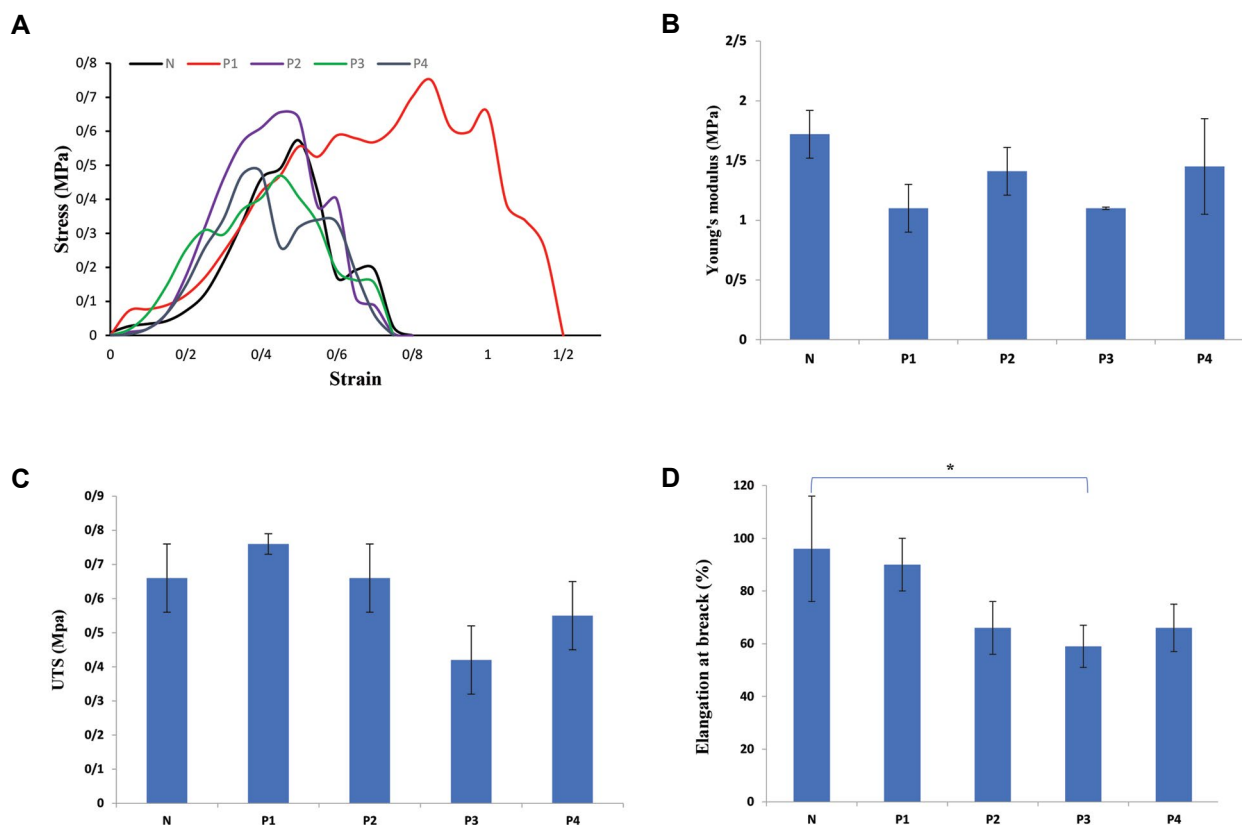 A
N P1 P2 P3 P4
Stress (MPa)
0/8
0/7
0/6
0/5
0/4
0/3
0/2
0/1
0
0 0/2 0/4 0/6 0/8 1 1/2
Strain
B
Young's modulus (MPa)
2/5
2
1/5
1
0/5
0
N P1 P2 P3 P4
C
UTS (Mpa)
0/9
0/8
0/7
0/6
0/5
0/4
0/3
0/2
0/1
0
N P1 P2 P3 P4
D
*
Elangation at breack (%)
120
100
80
60
40
20
0
N P1 P2 P3 P4